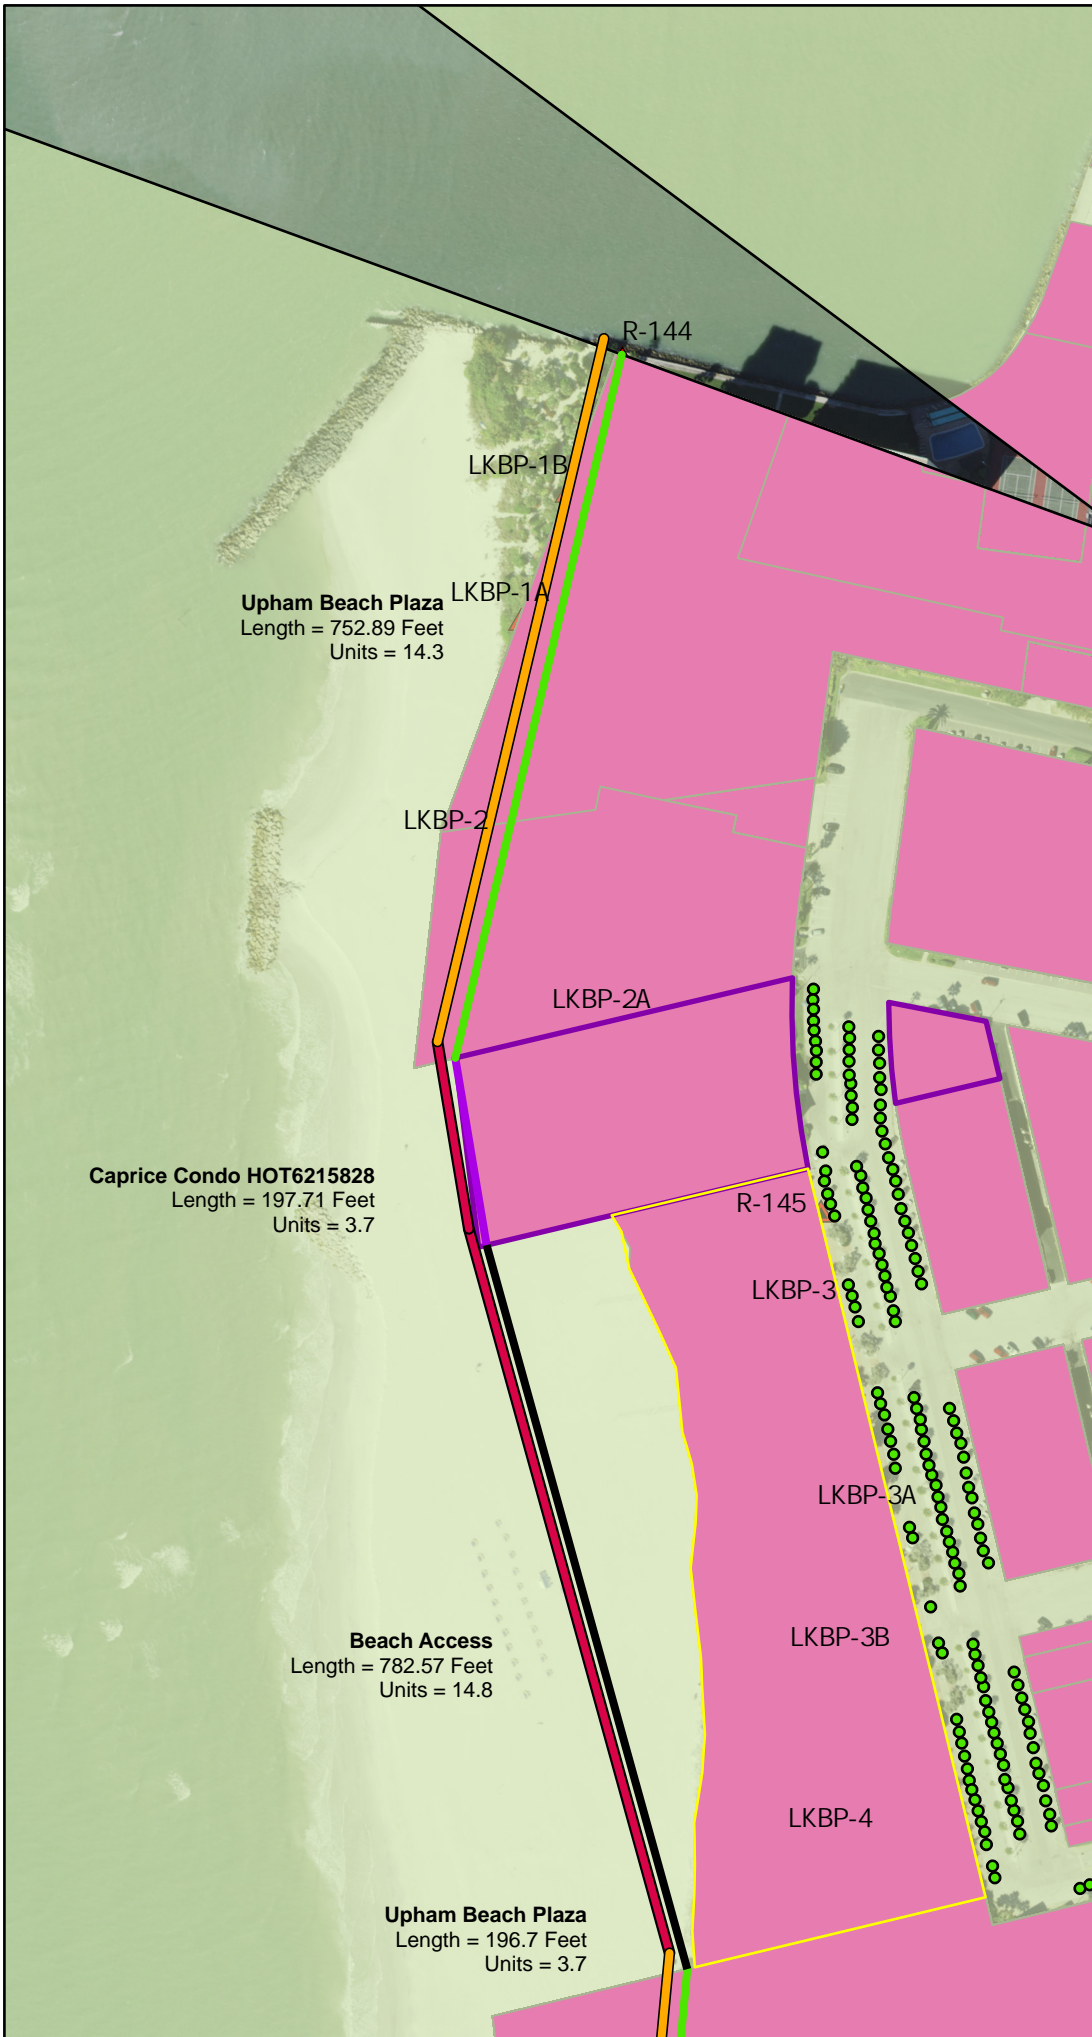 R-144
LKBP-1B
LKBP-1A
Upham Beach Plaza
Length = 752.89 Feet
Units = 14.3
LKBP-2
LKBP-2A
Caprice Condo HOT6215828
Length = 197.71 Feet
Units = 3.7
R-145
LKBP-3
LKBP-3A
LKBP-3B
Beach Access
Length = 782.57 Feet
Units = 14.8
LKBP-4
Upham Beach Plaza
Length = 196.7 Feet
Units = 3.7